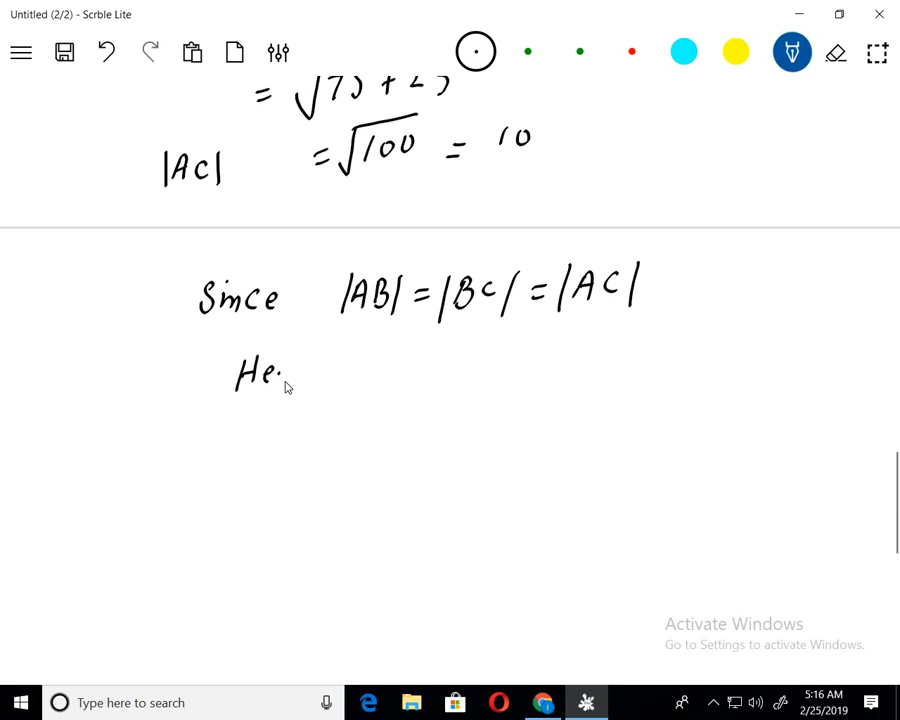 Untitled (2/2) - Scrble Lite
= √75 + 25
|AC| = √100 = 10
Since |AB| = |BC| = |AC|
He
Activate Windows
Go to Settings to activate Windows.
Type here to search
5:16 AM
2/25/2019